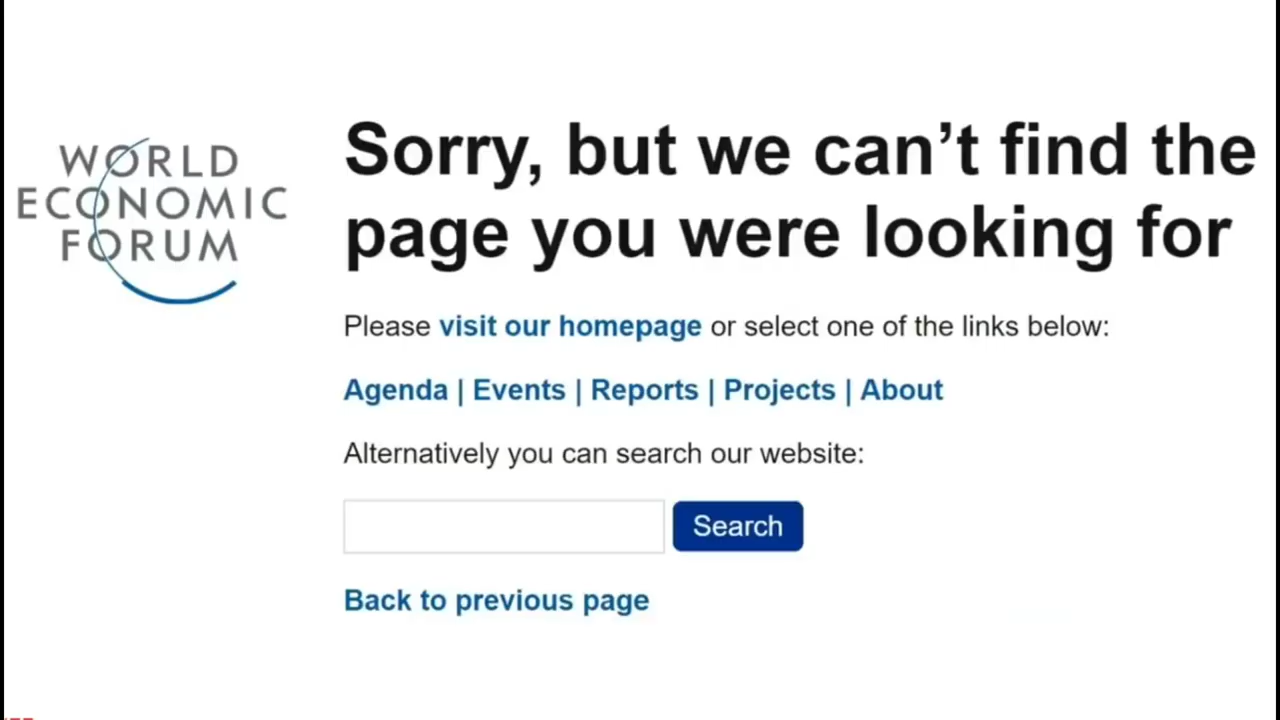 WORLD
ECONOMIC
FORUM
Sorry, but we can’t find the
page you were looking for
Please visit our homepage or select one of the links below:
Agenda | Events | Reports | Projects | About
Alternatively you can search our website:
Search
Back to previous page